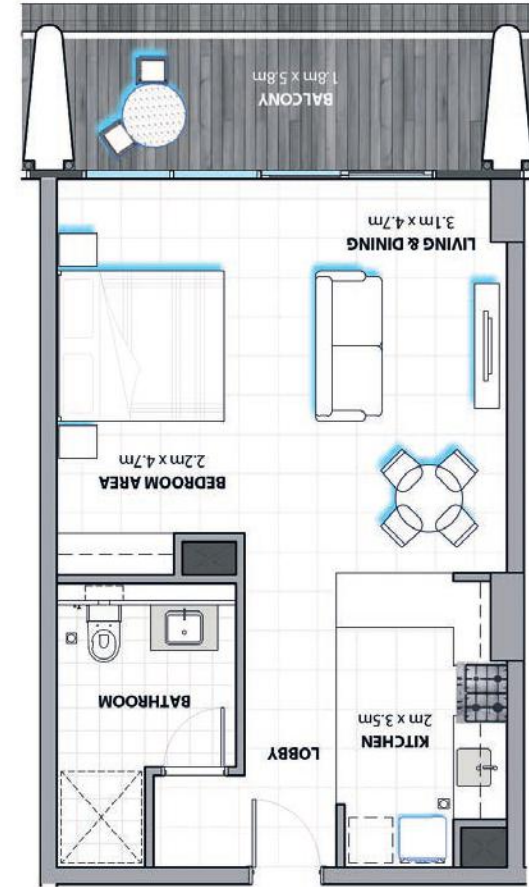 KITCHEN
2m x 3.5m
LOBBY
BATHROOM
BEDROOM AREA
2.2m x 4.7m
LIVING & DINING
3.1m x 4.7m
BALCONY
1.8m x 5.8m